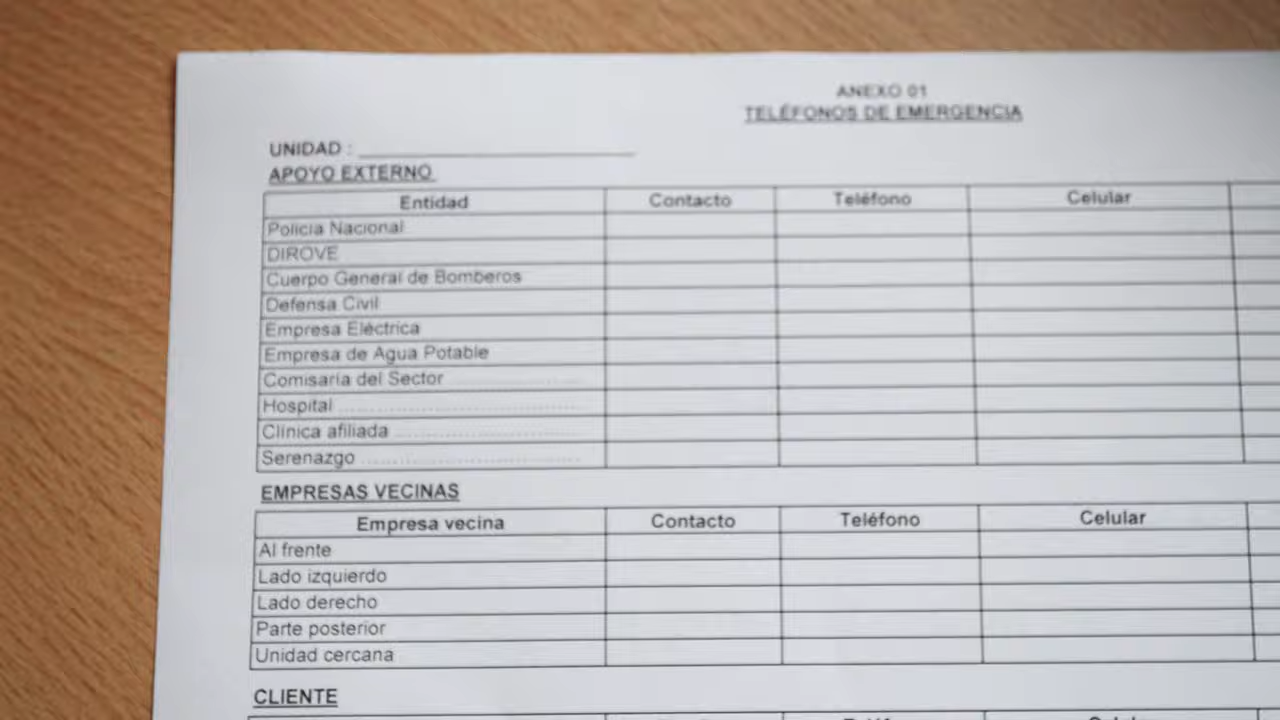 ANEXO 01
TELÉFONOS DE EMERGENCIA
UNIDAD :
APOYO EXTERNO
Entidad Contacto Teléfono Celular
Policía Nacional
DIROVE
Cuerpo General de Bomberos
Defensa Civil
Empresa Eléctrica
Empresa de Agua Potable
Comisaría del Sector
Hospital
Clínica afiliada
Serenazgo
EMPRESAS VECINAS
Empresa vecina Contacto Teléfono Celular
Al frente
Lado izquierdo
Lado derecho
Parte posterior
Unidad cercana
CLIENTE